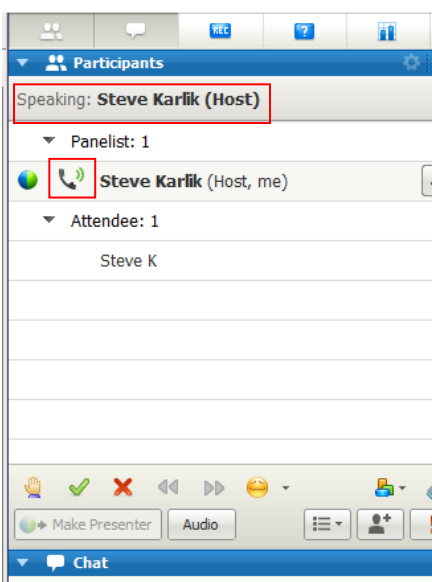 REC
?
Participants
Speaking: Steve Karlik (Host)
Panelist: 1
Steve Karlik (Host, me)
Attendee: 1
Steve K
Make Presenter
Audio
Chat